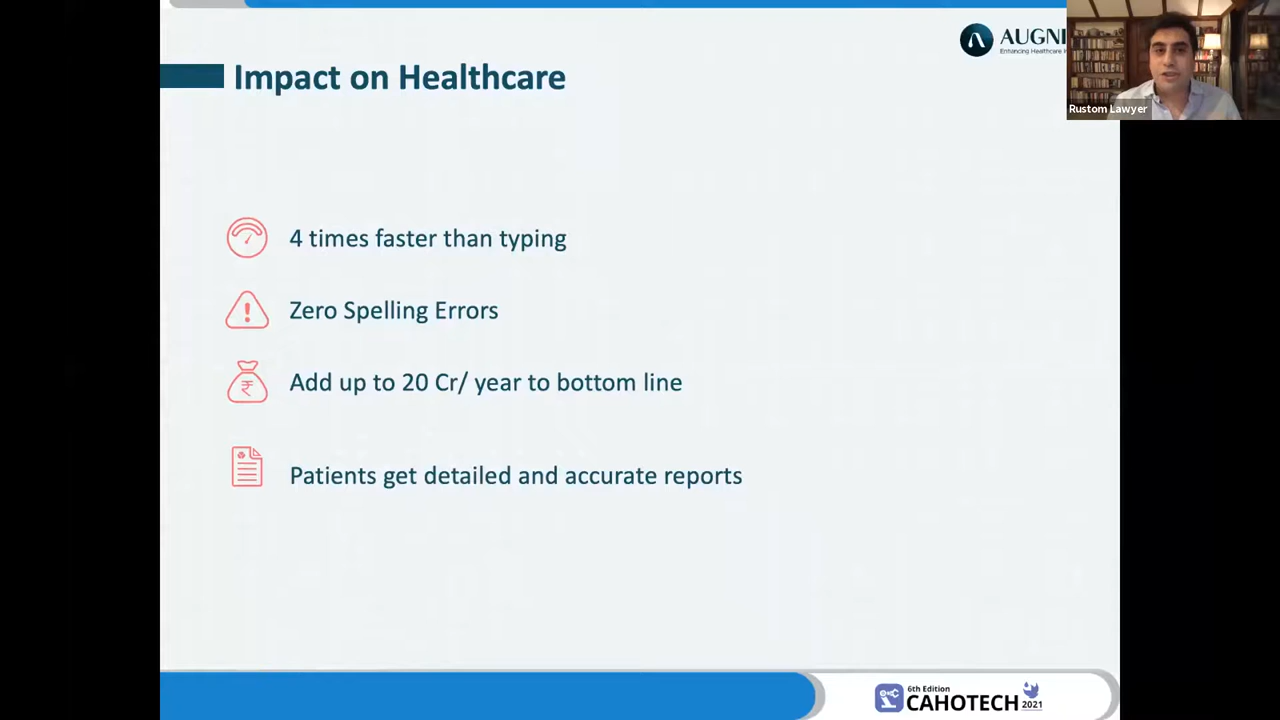 AUGNI
Enhancing Healthcare
Rustom Lawyer
Impact on Healthcare
4 times faster than typing
Zero Spelling Errors
Add up to 20 Cr/ year to bottom line
Patients get detailed and accurate reports
6th Edition
CAHOTECH 2021